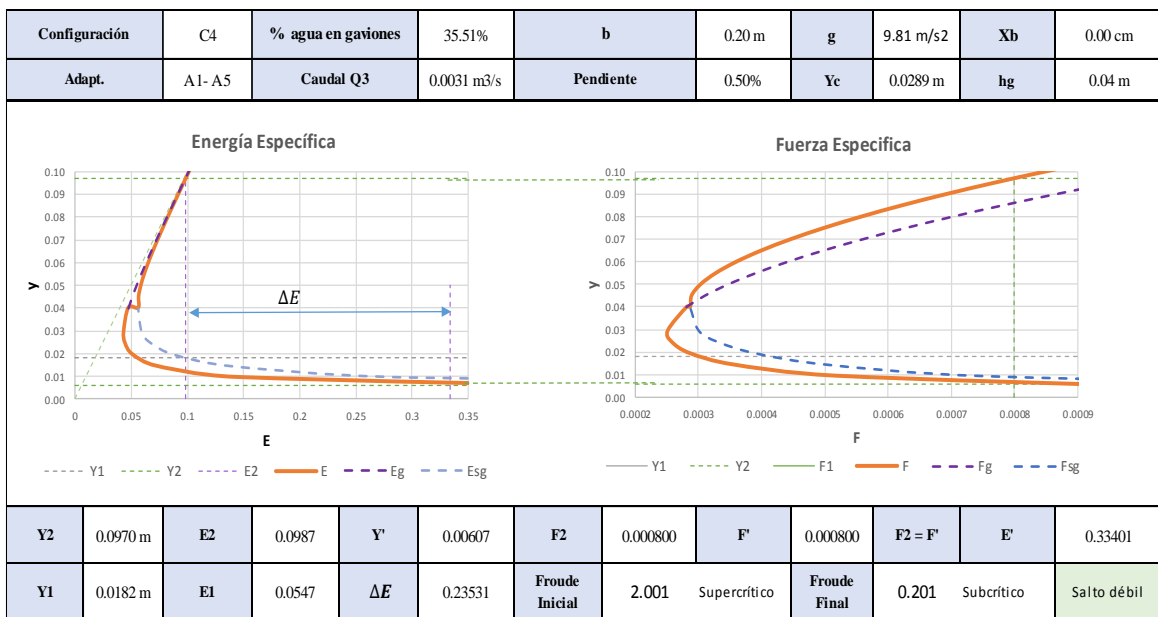 Configuración C4 % agua en gaviones 35.51% b 0.20 m g 9.81 m/s2 Xb 0.00 cm
Adapt. A1- A5 Caudal Q3 0.0031 m3/s Pendiente 0.50% Yc 0.0289 m hg 0.04 m
Energía Específica
0.10
0.09
0.08
0.07
0.06
0.05
0.04
0.03
0.02
0.01
0.00
y
ΔE
0 0.05 0.1 0.15 0.2 0.25 0.3 0.35
E
Y1 Y2 E2 E Eg Esg
Fuerza Especifica
0.10
0.09
0.08
0.07
0.06
0.05
0.04
0.03
0.02
0.01
0.00
y
0.0002 0.0003 0.0004 0.0005 0.0006 0.0007 0.0008 0.0009
F
Y1 Y2 F1 F Fg Fsg
Y2 0.0970 m E2 0.0987 Y' 0.00607 F2 0.000800 F' 0.000800 F2 = F' E' 0.33401
Y1 0.0182 m E1 0.0547 ΔE 0.23531 Froude Inicial 2.001 Supercrítico Froude Final 0.201 Subcrítico Salto débil